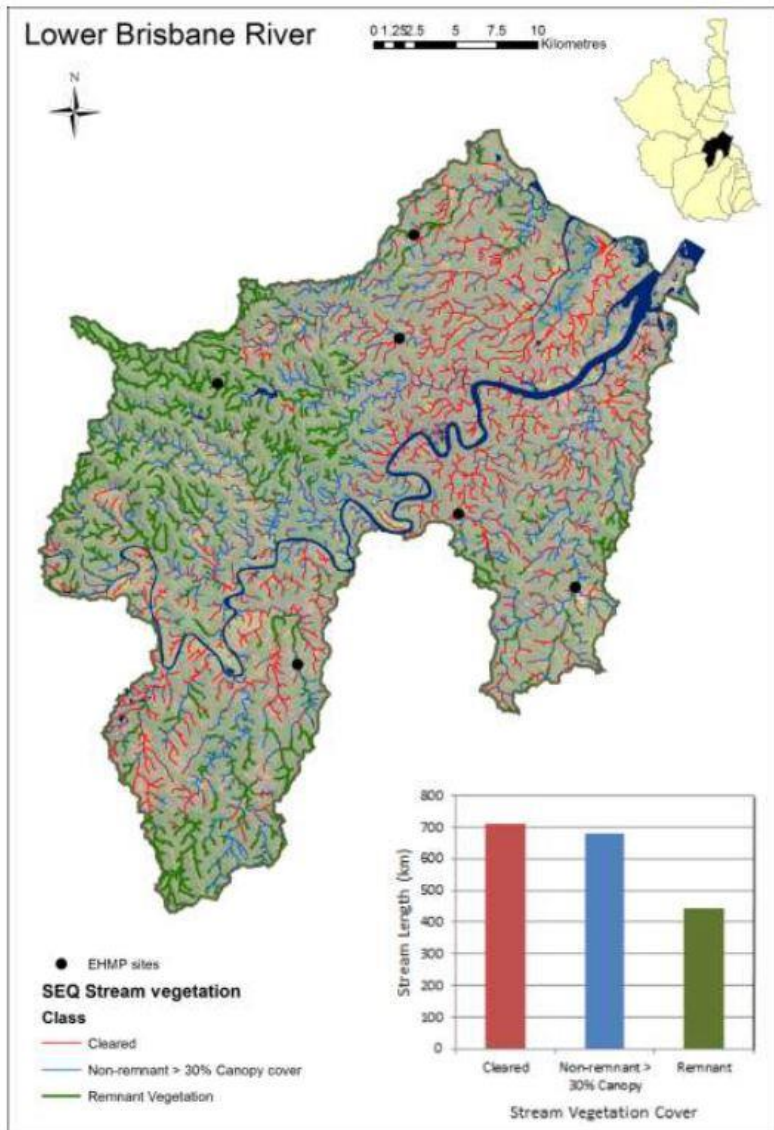 Lower Brisbane River
0 1.25 2.5 5 7.5 10
Kilometres
N
EHMP sites
SEQ Stream vegetation
Class
Cleared
Non-remnant > 30% Canopy cover
Remnant Vegetation
Stream Length (km)
800
700
600
500
400
300
200
100
0
Cleared
Non-remnant >
30% Canopy
Remnant
Stream Vegetation Cover